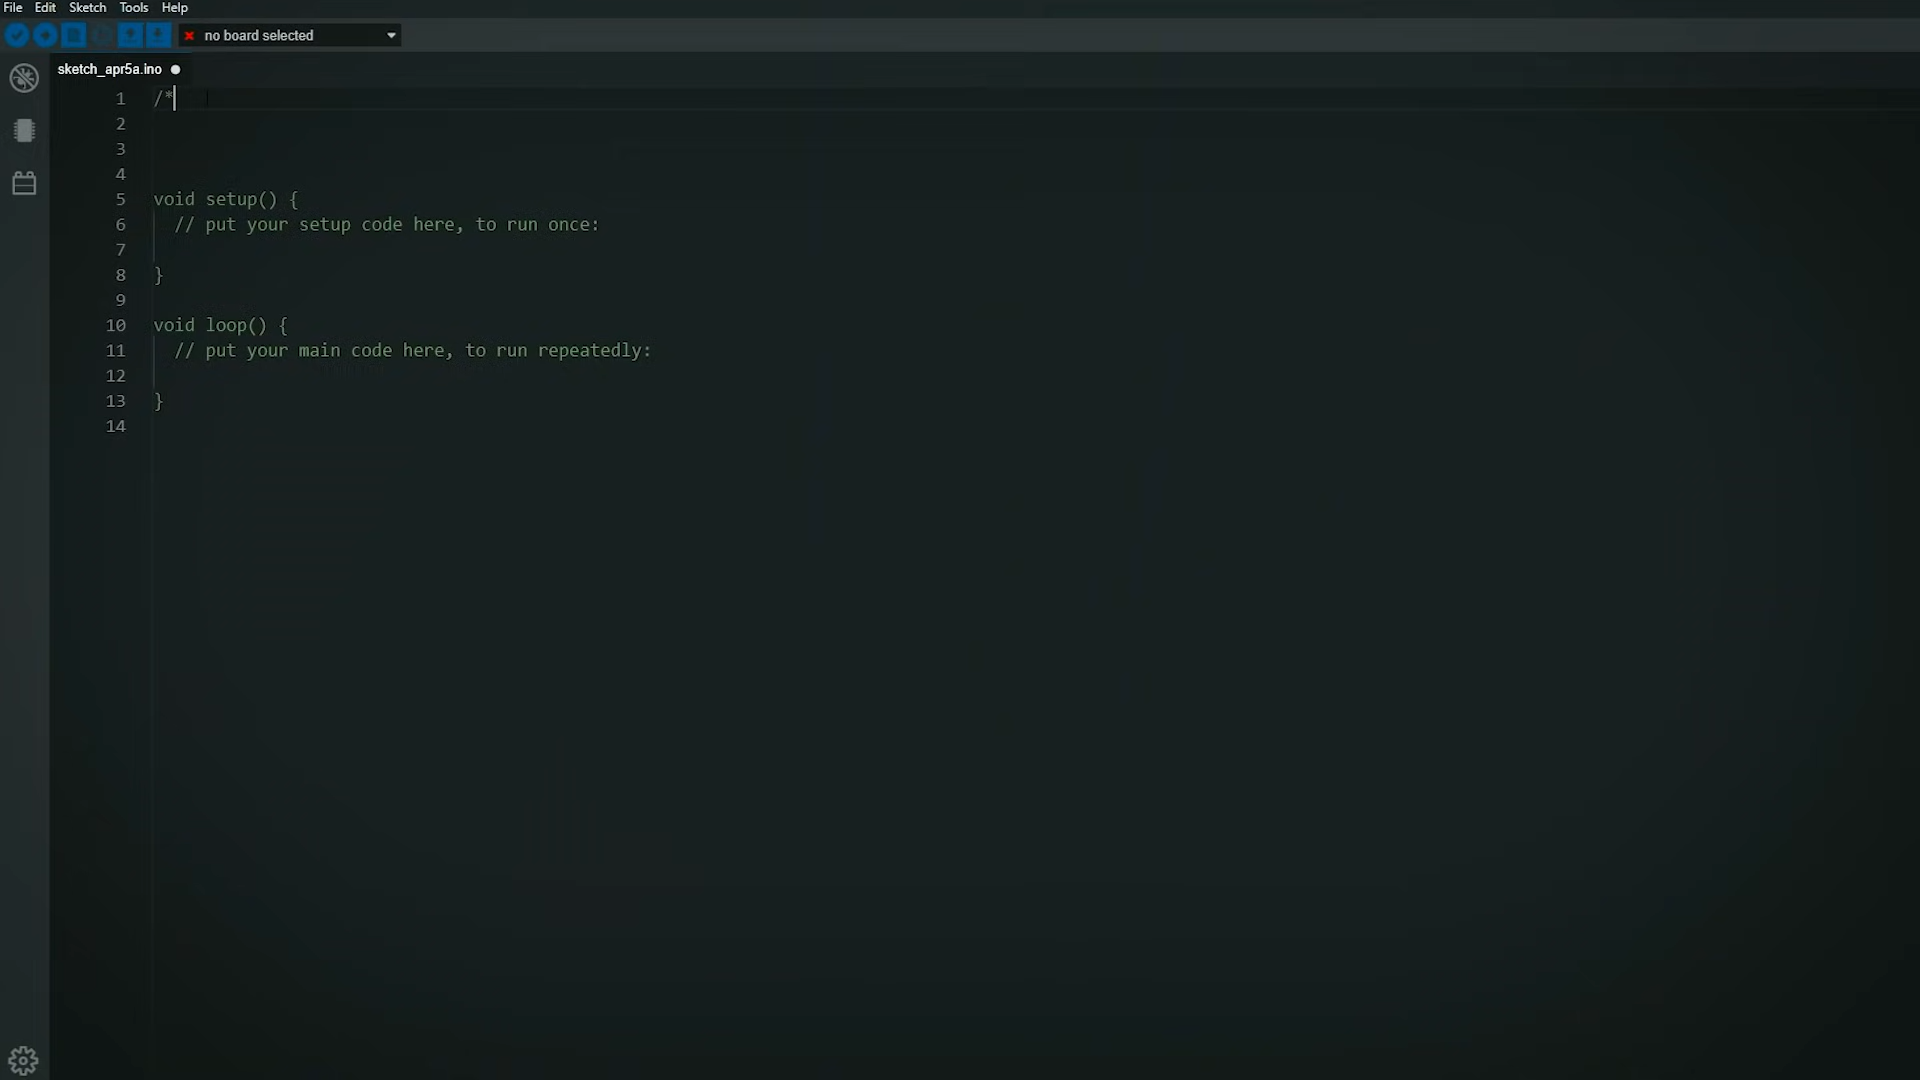 File Edit Sketch Tools Help
no board selected
sketch_apr5a.ino
1 /*
2
3
4
5 void setup() {
6 // put your setup code here, to run once:
7
8 }
9
10 void loop() {
11 // put your main code here, to run repeatedly:
12
13 }
14